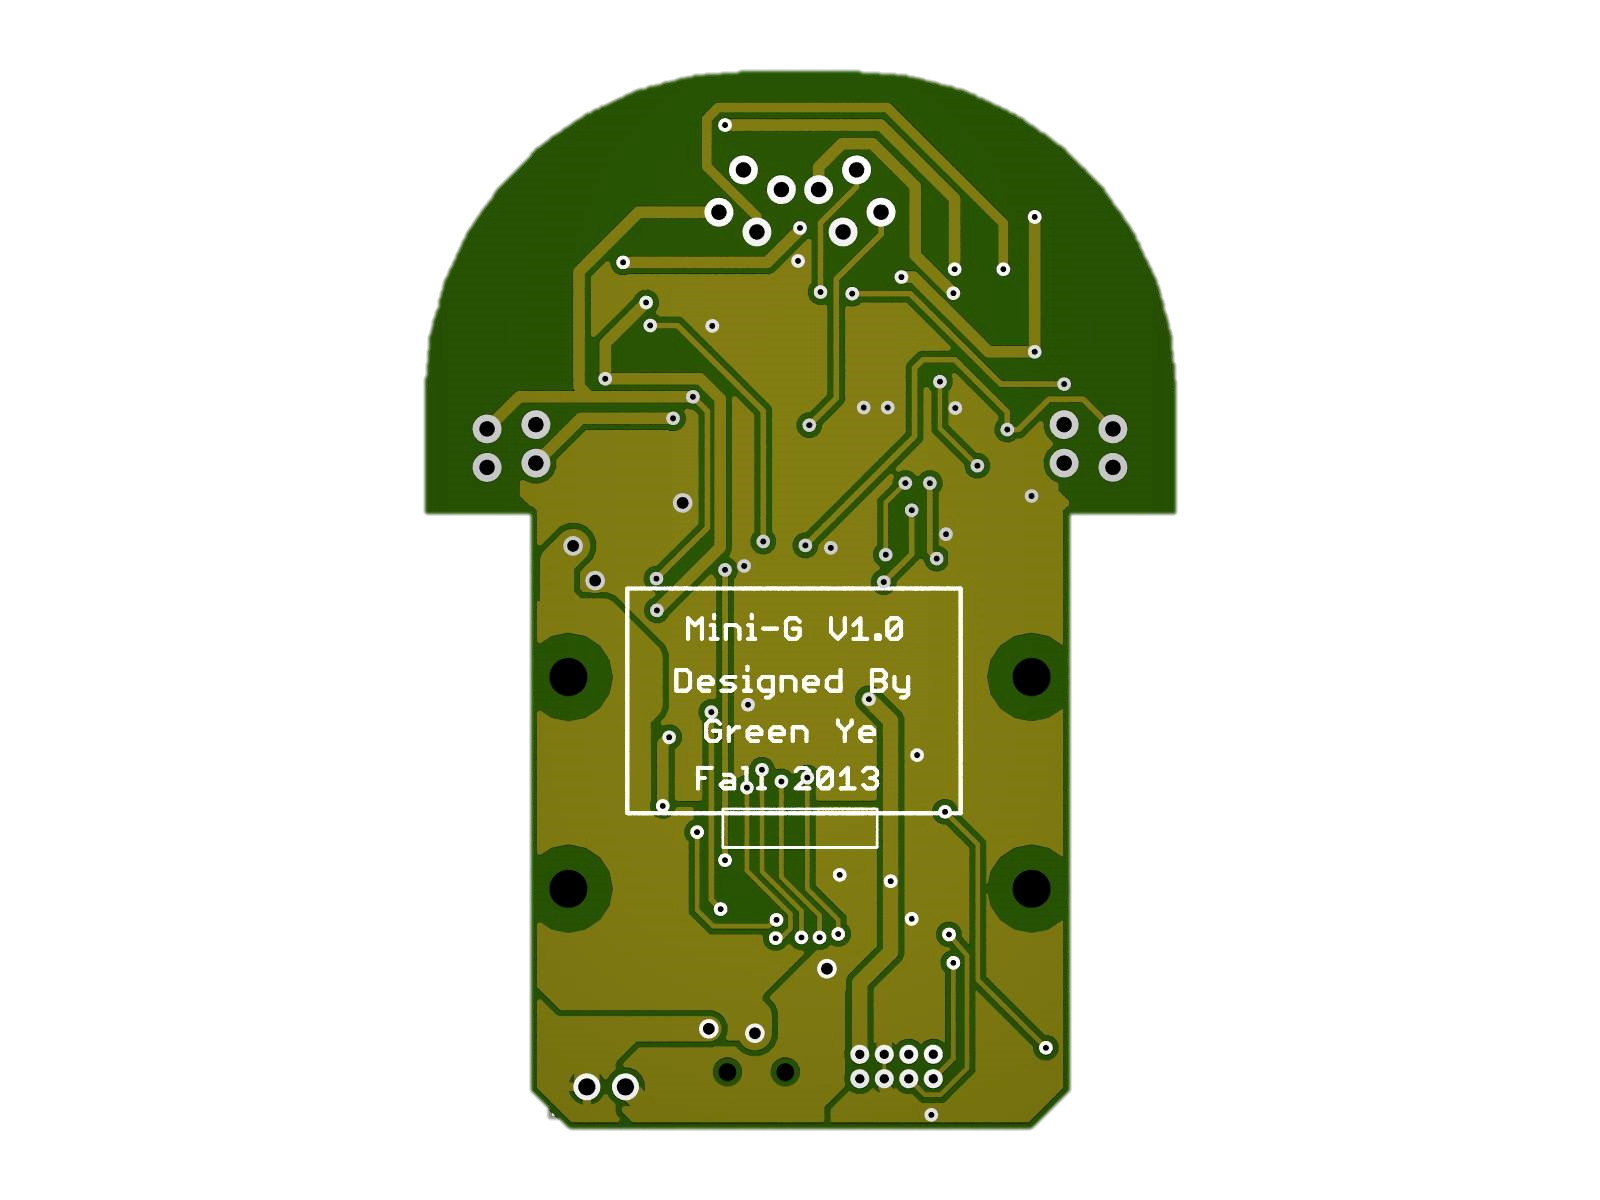 Mini-G V1.0
Designed By
Green Ye
Fall 2013